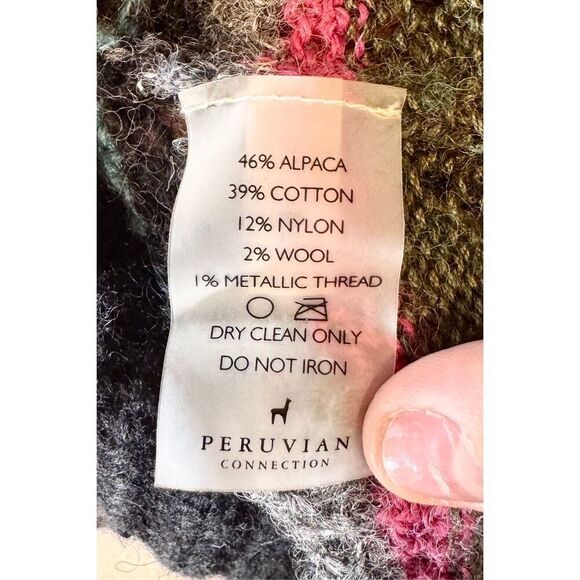 46% ALPACA
39% COTTON
12% NYLON
2% WOOL
1% METALLIC THREAD
DRY CLEAN ONLY
DO NOT IRON
PERUVIAN
CONNECTION